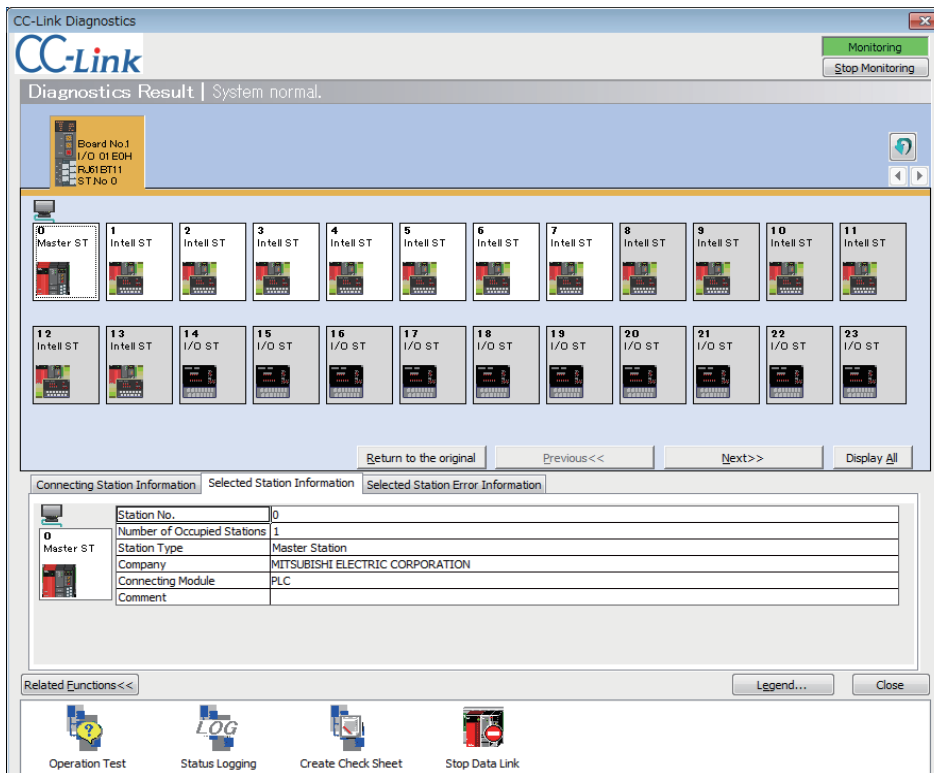 CC-Link Diagnostics
CC-Link
Monitoring
Stop Monitoring
Diagnostics Result | System normal.
Board No.1
I/O 01E0H
RJ61BT11
ST.No 0
0 1 2 3 4 5 6 7 8 9 10 11
Master ST Intell ST Intell ST Intell ST Intell ST Intell ST Intell ST Intell ST Intell ST Intell ST Intell ST Intell ST
12 13 14 15 16 17 18 19 20 21 22 23
Intell ST Intell ST I/O ST I/O ST I/O ST I/O ST I/O ST I/O ST I/O ST I/O ST I/O ST I/O ST
Return to the original Previous<< Next>> Display All
Connecting Station Information Selected Station Information Selected Station Error Information
0
Master ST
Station No. 0
Number of Occupied Stations 1
Station Type Master Station
Company MITSUBISHI ELECTRIC CORPORATION
Connecting Module PLC
Comment
Related Functions<< Legend... Close
LOG
Operation Test Status Logging Create Check Sheet Stop Data Link